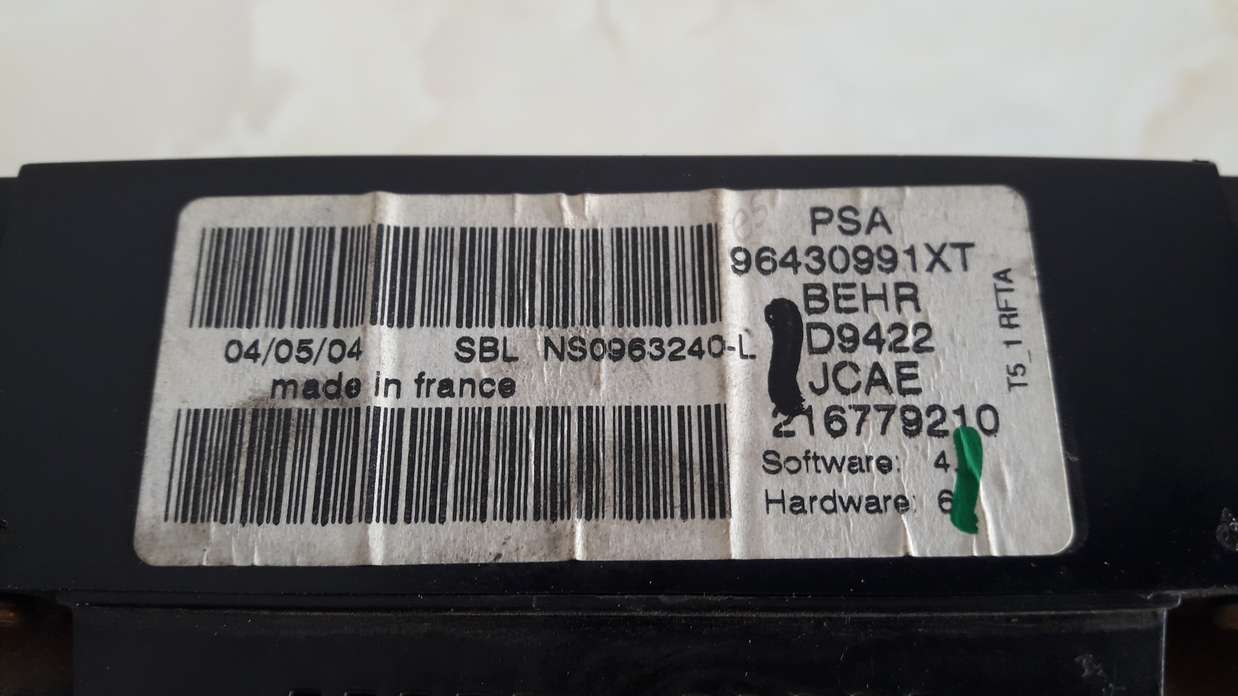 PSA
96430991XT
BEHR
D9422
JCAE
216779210
Software: 4.
Hardware: 6
T5_1 RFTA
04/05/04 SBL NS0963240-L
made in france